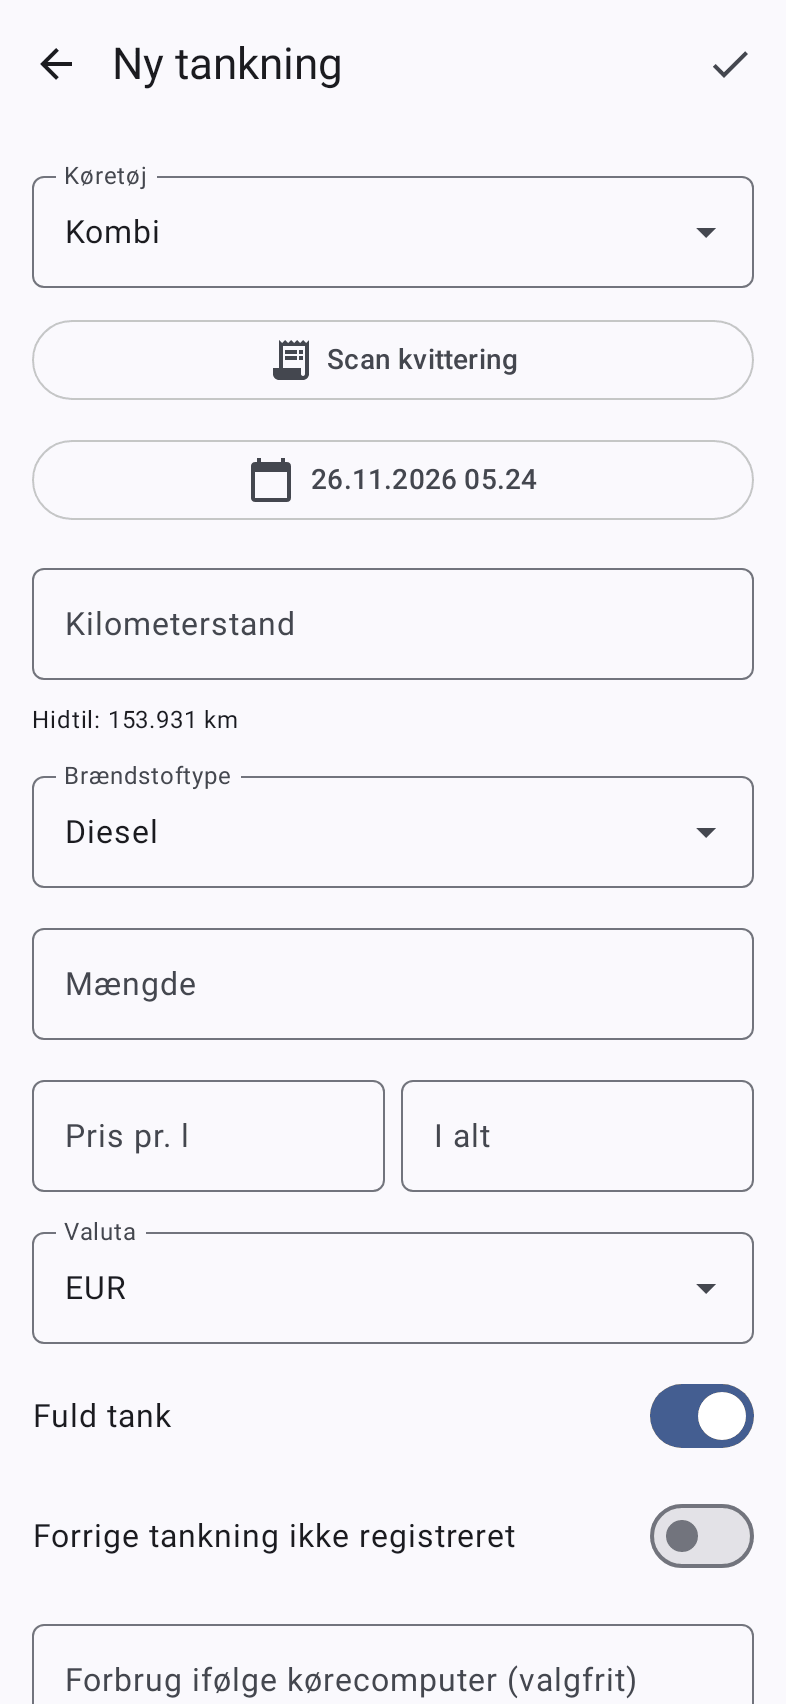 Ny tankning
Køretøj
Kombi
Scan kvittering
26.11.2026 05.24
Kilometerstand
Hidtil: 153.931 km
Brændstoftype
Diesel
Mængde
Pris pr. l
I alt
Valuta
EUR
Fuld tank
Forrige tankning ikke registreret
Forbrug ifølge kørecomputer (valgfrit)